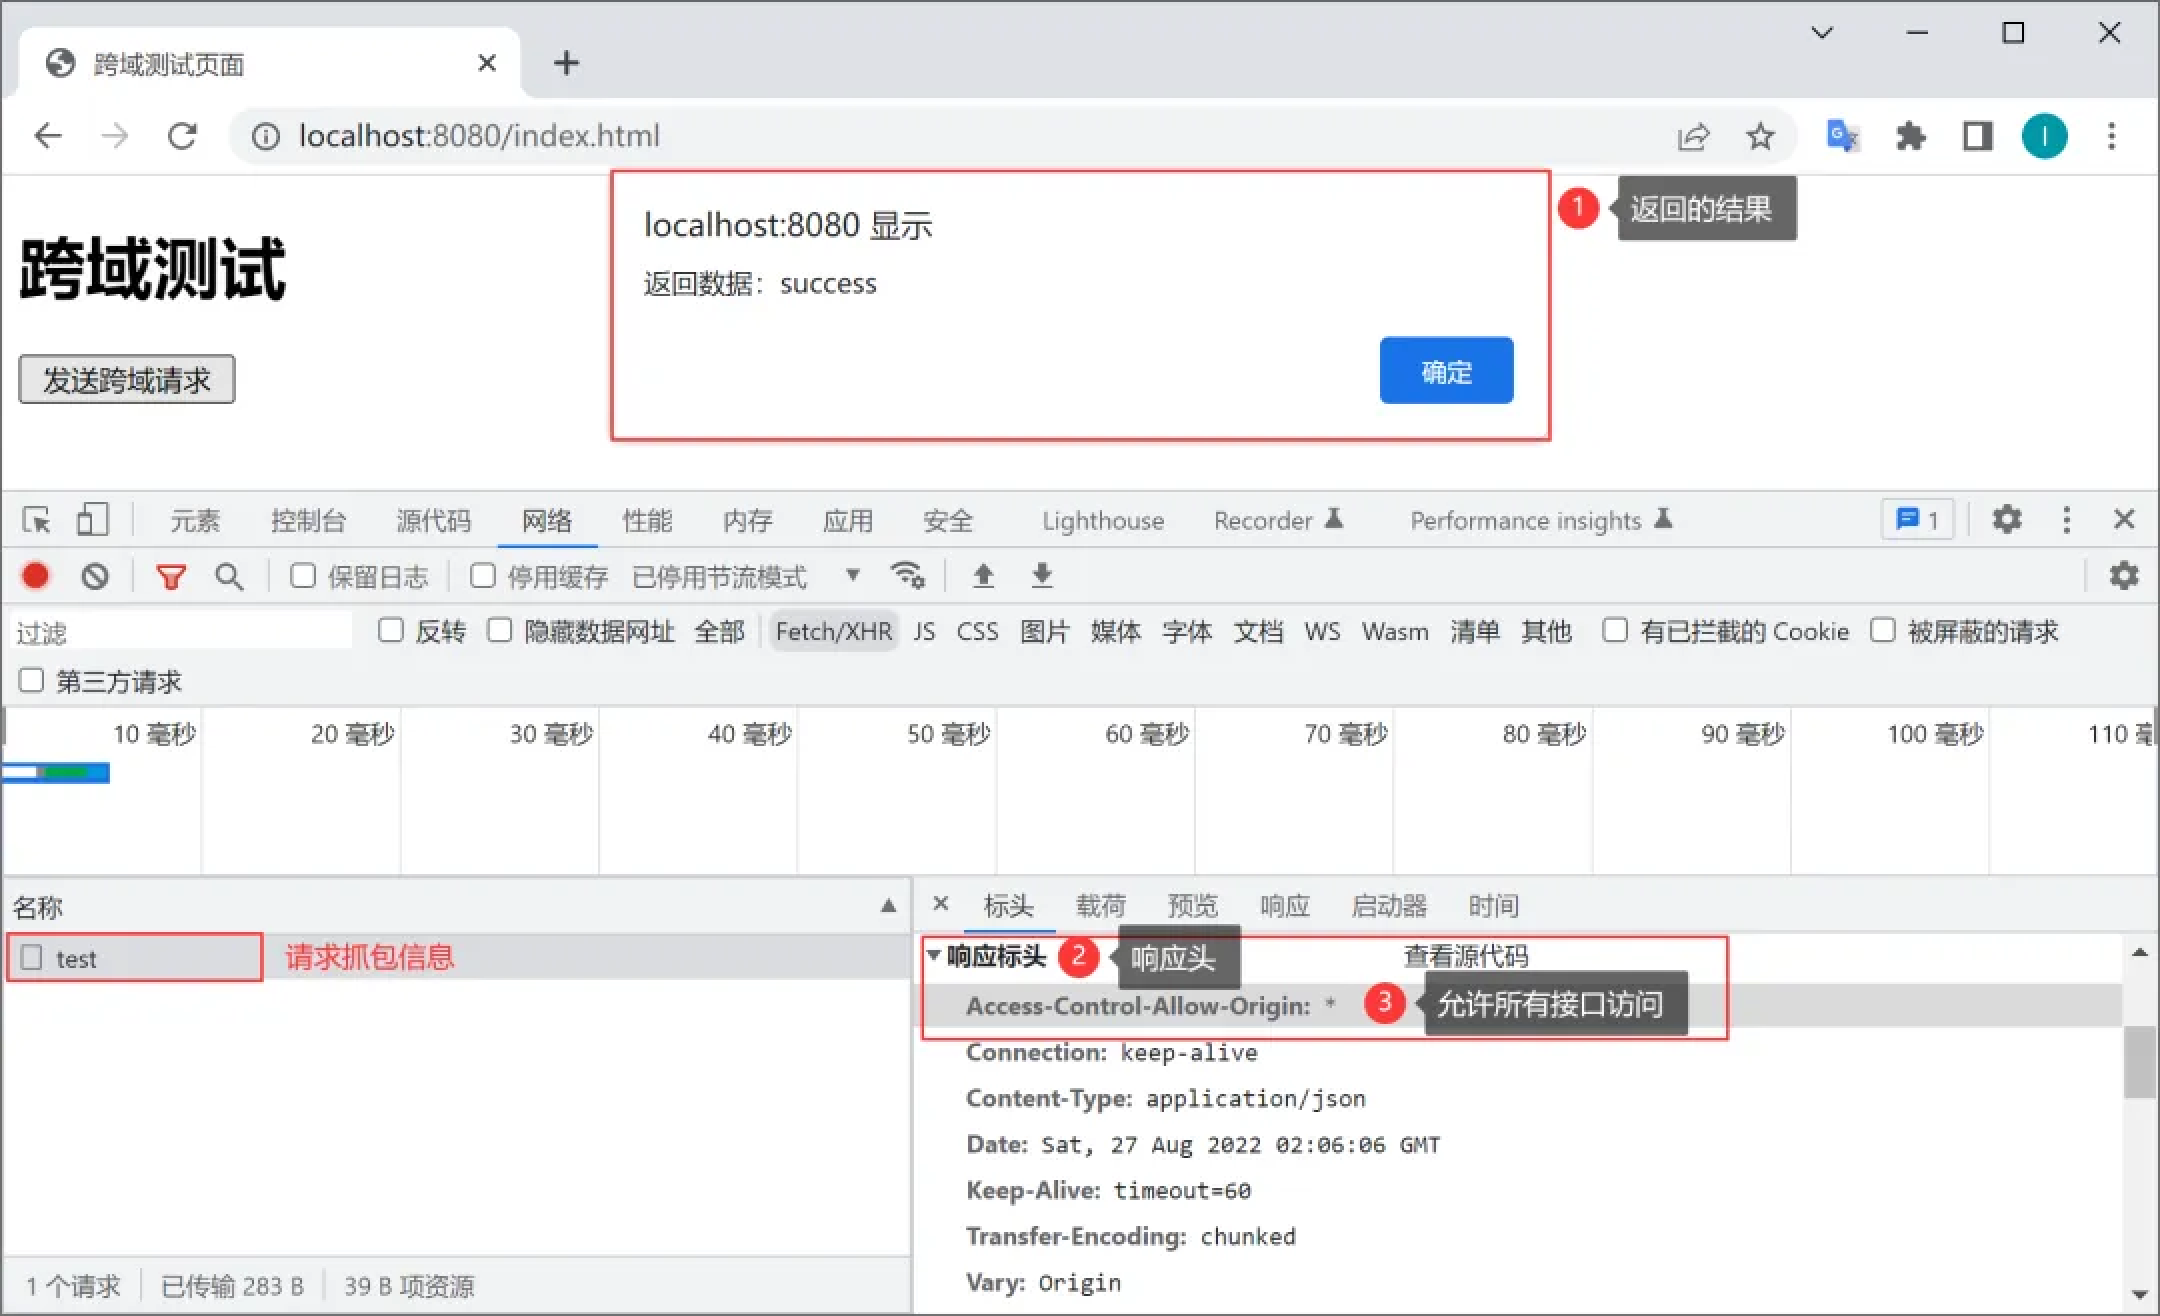 跨域测试页面
localhost:8080/index.html
localhost:8080 显示
返回数据：success
确定
1 返回的结果
跨域测试
发送跨域请求
元素 控制台 源代码 网络 性能 内存 应用 安全 Lighthouse Recorder Performance insights 1
保留日志 停用缓存 已停用节流模式
过滤 反转 隐藏数据网址 全部 Fetch/XHR JS CSS 图片 媒体 字体 文档 WS Wasm 清单 其他 有已拦截的 Cookie 被屏蔽的请求
第三方请求
10 毫秒 20 毫秒 30 毫秒 40 毫秒 50 毫秒 60 毫秒 70 毫秒 80 毫秒 90 毫秒 100 毫秒 110 毫
名称
test 请求抓包信息
标头 载荷 预览 响应 启动器 时间
响应标头 2 响应头 查看源代码
Access-Control-Allow-Origin: * 3 允许所有接口访问
Connection: keep-alive
Content-Type: application/json
Date: Sat, 27 Aug 2022 02:06:06 GMT
Keep-Alive: timeout=60
Transfer-Encoding: chunked
Vary: Origin
1 个请求 已传输 283 B 39 B 项资源